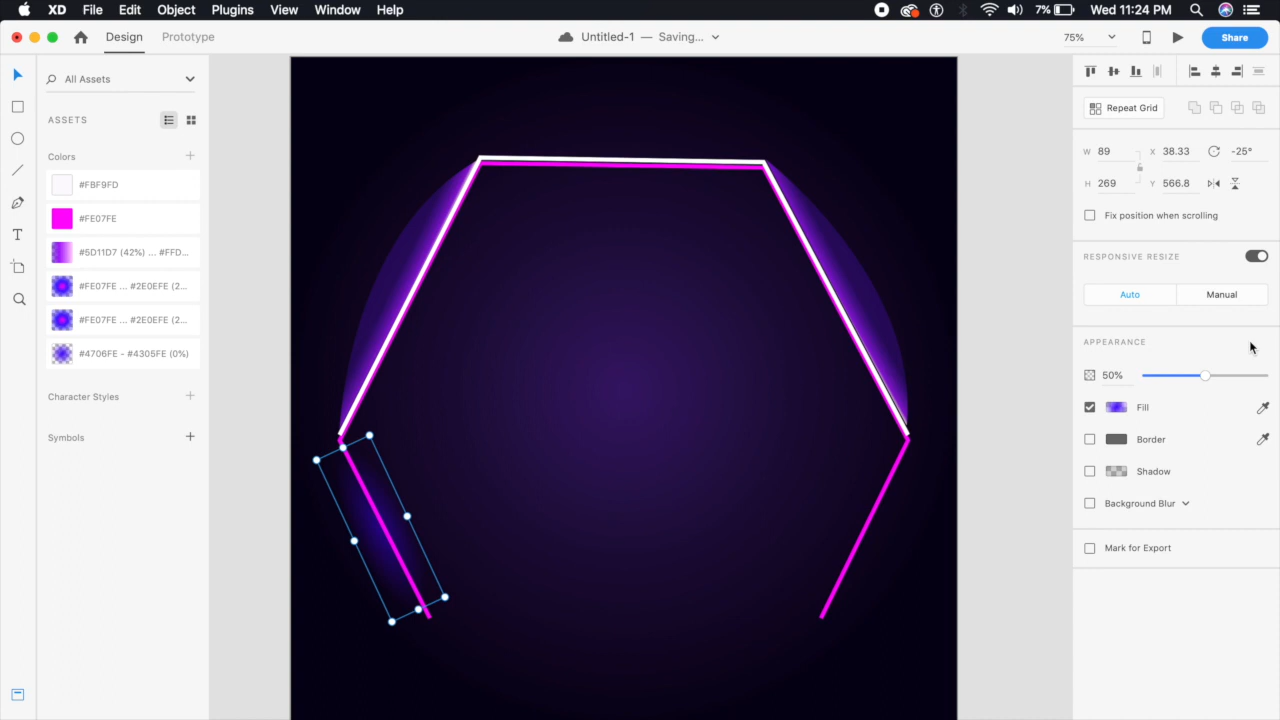 XD File Edit Object Plugins View Window Help 7% Wed 11:24 PM
Design Prototype Untitled-1 — Saving... 75% Share
All Assets
ASSETS
Colors
#FBF9FD
#FE07FE
#5D11D7 (42%) ... #FFD...
#FE07FE ... #2E0EFE (2...
#FE07FE ... #2E0EFE (2...
#4706FE - #4305FE (0%)
Character Styles
Symbols
Repeat Grid
W 89 X 38.33 -25°
H 269 Y 566.8
Fix position when scrolling
RESPONSIVE RESIZE
Auto Manual
APPEARANCE
50%
Fill
Border
Shadow
Background Blur
Mark for Export